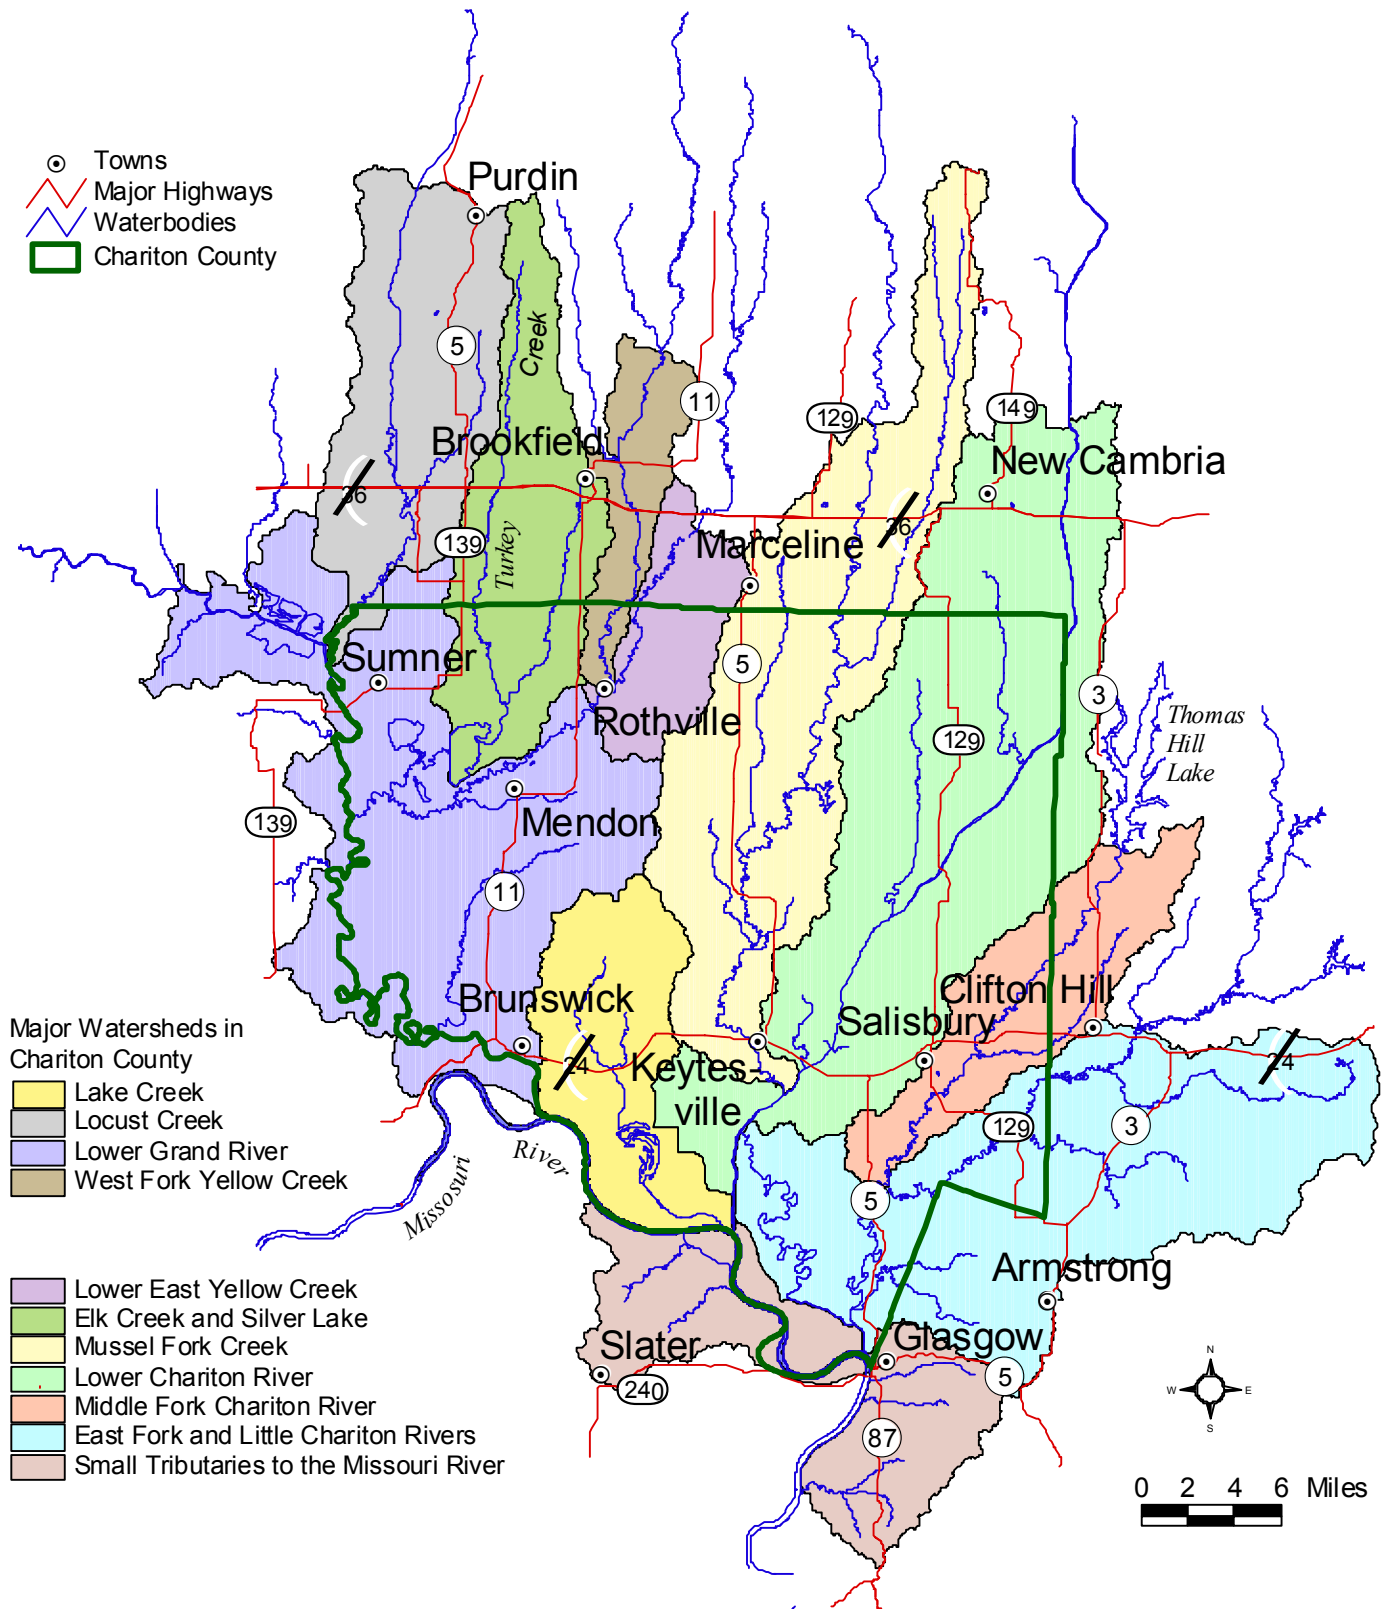 Towns
Major Highways
Waterbodies
Chariton County
Purdin
5
Creek
11
129
149
Brookfield
New Cambria
36
36
139
Turkey
Marceline
Sumner
5
3
Rothville
129
Thomas
Hill
Lake
139
Mendon
11
Brunswick
Clifton Hill
Salisbury
24
24
Keytes-
ville
129
3
River
Missosuri
5
Armstrong
Slater
Glasgow
240
5
87
Major Watersheds in
Chariton County
Lake Creek
Locust Creek
Lower Grand River
West Fork Yellow Creek
Lower East Yellow Creek
Elk Creek and Silver Lake
Mussel Fork Creek
Lower Chariton River
Middle Fork Chariton River
East Fork and Little Chariton Rivers
Small Tributaries to the Missouri River
N
W E
S
0 2 4 6 Miles